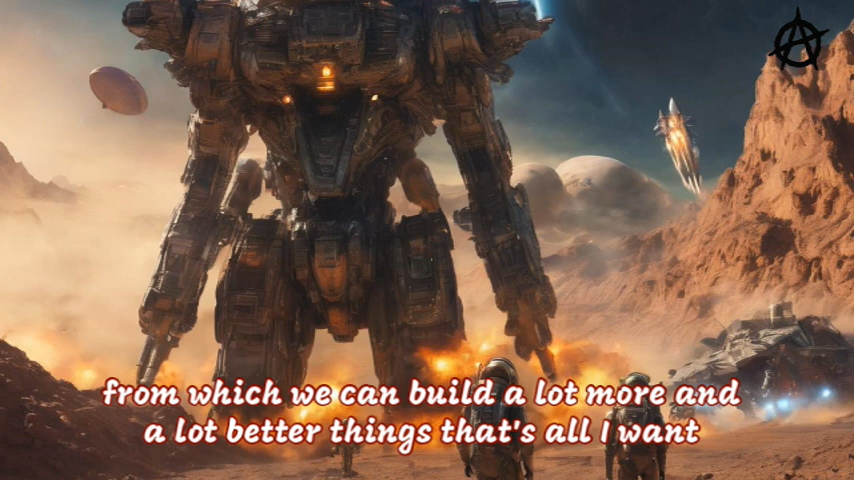 from which we can build a lot more and
a lot better things that's all I want